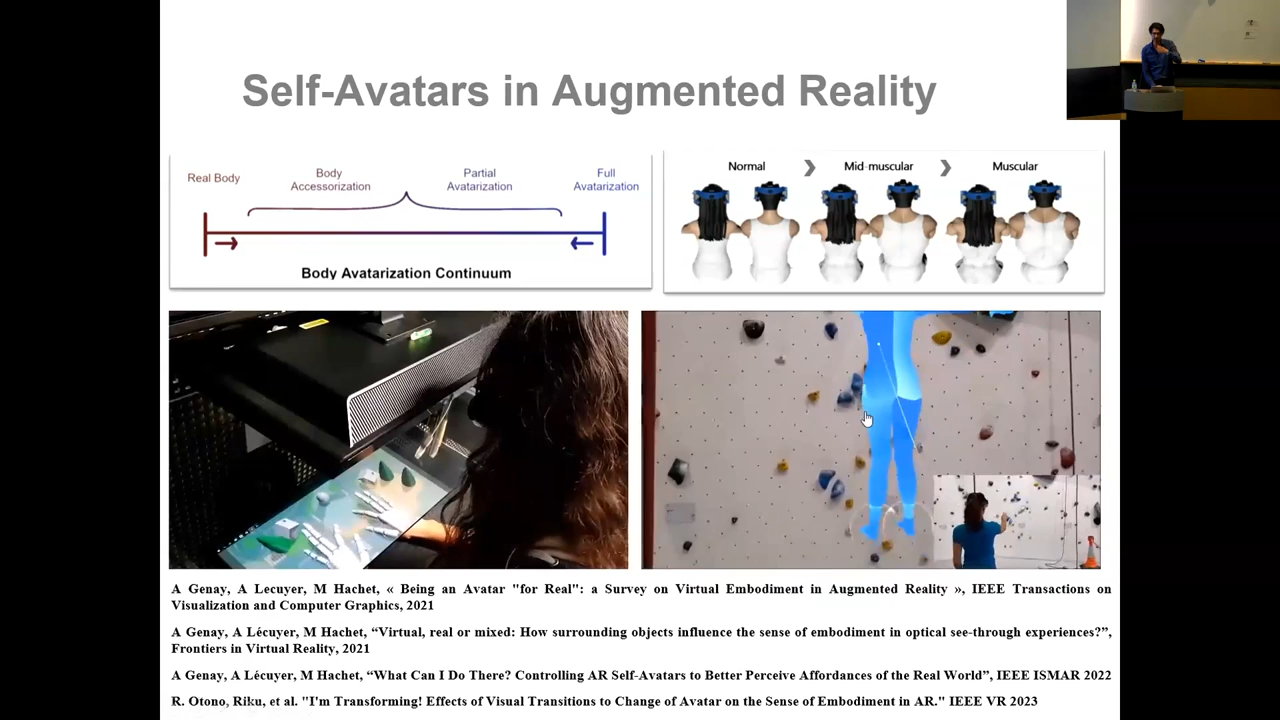 Self-Avatars in Augmented Reality
Real Body
Body
Accessorization
Partial
Avatarization
Full
Avatarization
Body Avatarization Continuum
Normal
Mid-muscular
Muscular
A Genay, A Lecuyer, M Hachet, « Being an Avatar "for Real": a Survey on Virtual Embodiment in Augmented Reality », IEEE Transactions on
Visualization and Computer Graphics, 2021
A Genay, A Lécuyer, M Hachet, “Virtual, real or mixed: How surrounding objects influence the sense of embodiment in optical see-through experiences?”,
Frontiers in Virtual Reality, 2021
A Genay, A Lécuyer, M Hachet, “What Can I Do There? Controlling AR Self-Avatars to Better Perceive Affordances of the Real World”, IEEE ISMAR 2022
R. Otono, Riku, et al. "I'm Transforming! Effects of Visual Transitions to Change of Avatar on the Sense of Embodiment in AR." IEEE VR 2023